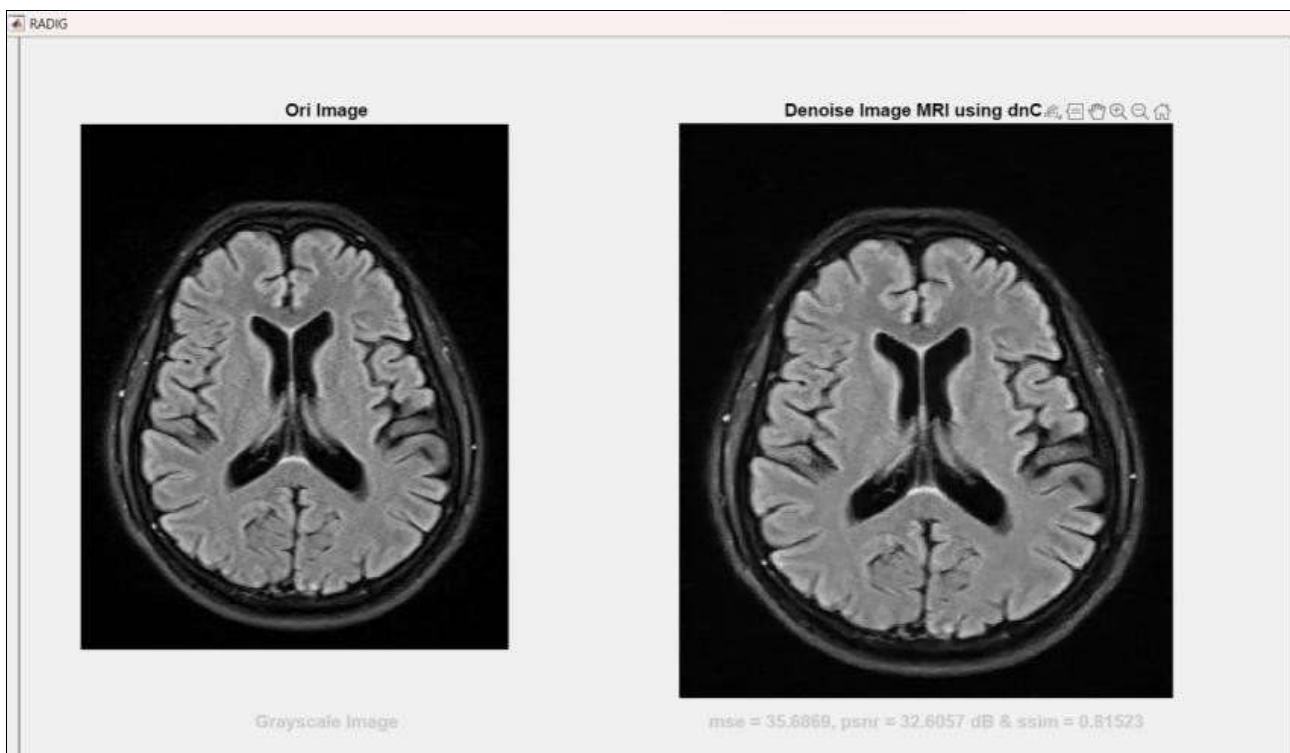 RADIG
Ori Image
Denoise Image MRI using dnC
Grayscale Image
mse = 35.6869, psnr = 32.6057 dB & ssim = 0.81523